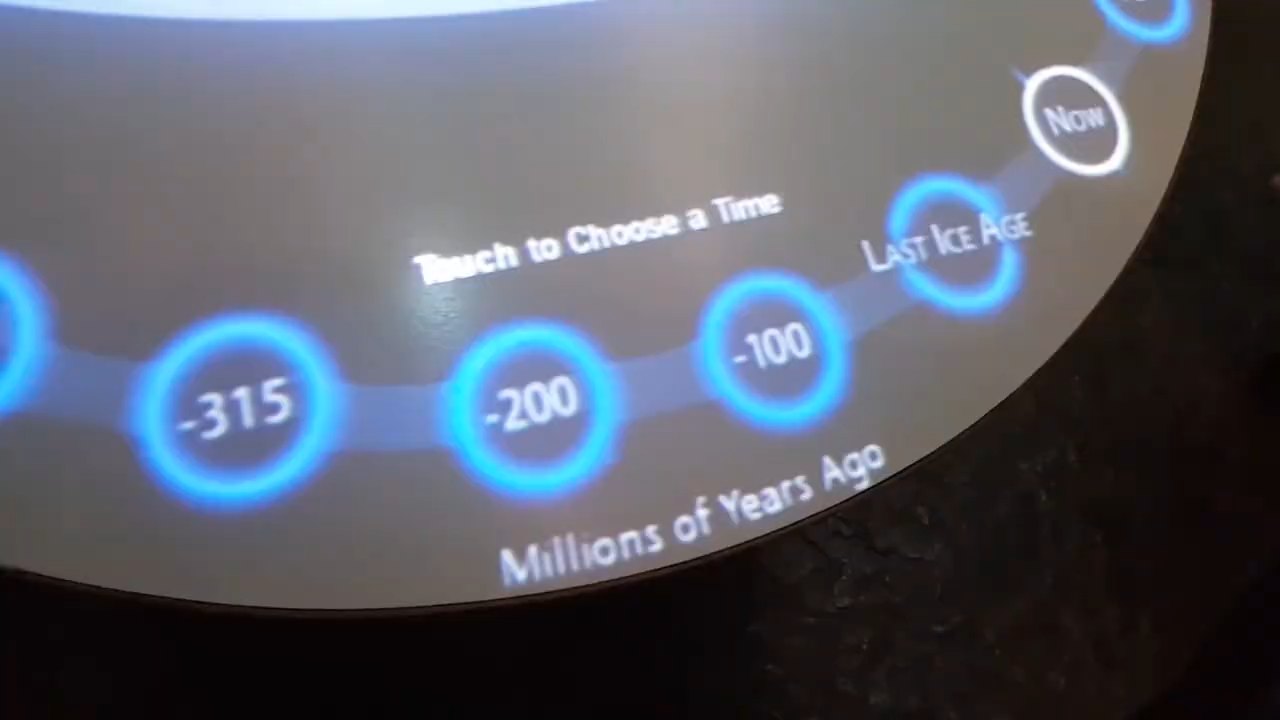 Now
Touch to Choose a Time
Last Ice Age
-100
-200
-315
Millions of Years Ago